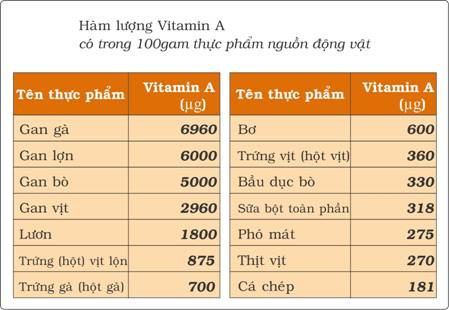 Hàm lượng Vitamin A
có trong 100gam thực phẩm nguồn động vật
Tên thực phẩm Vitamin A (µg)
Gan gà 6960
Gan lợn 6000
Gan bò 5000
Gan vịt 2960
Lươn 1800
Trứng (hột) vịt lộn 875
Trứng gà (hột gà) 700
Tên thực phẩm Vitamin A (µg)
Bơ 600
Trứng vịt (hột vịt) 360
Bầu dục bò 330
Sữa bột toàn phần 318
Phó mát 275
Thịt vịt 270
Cá chép 181